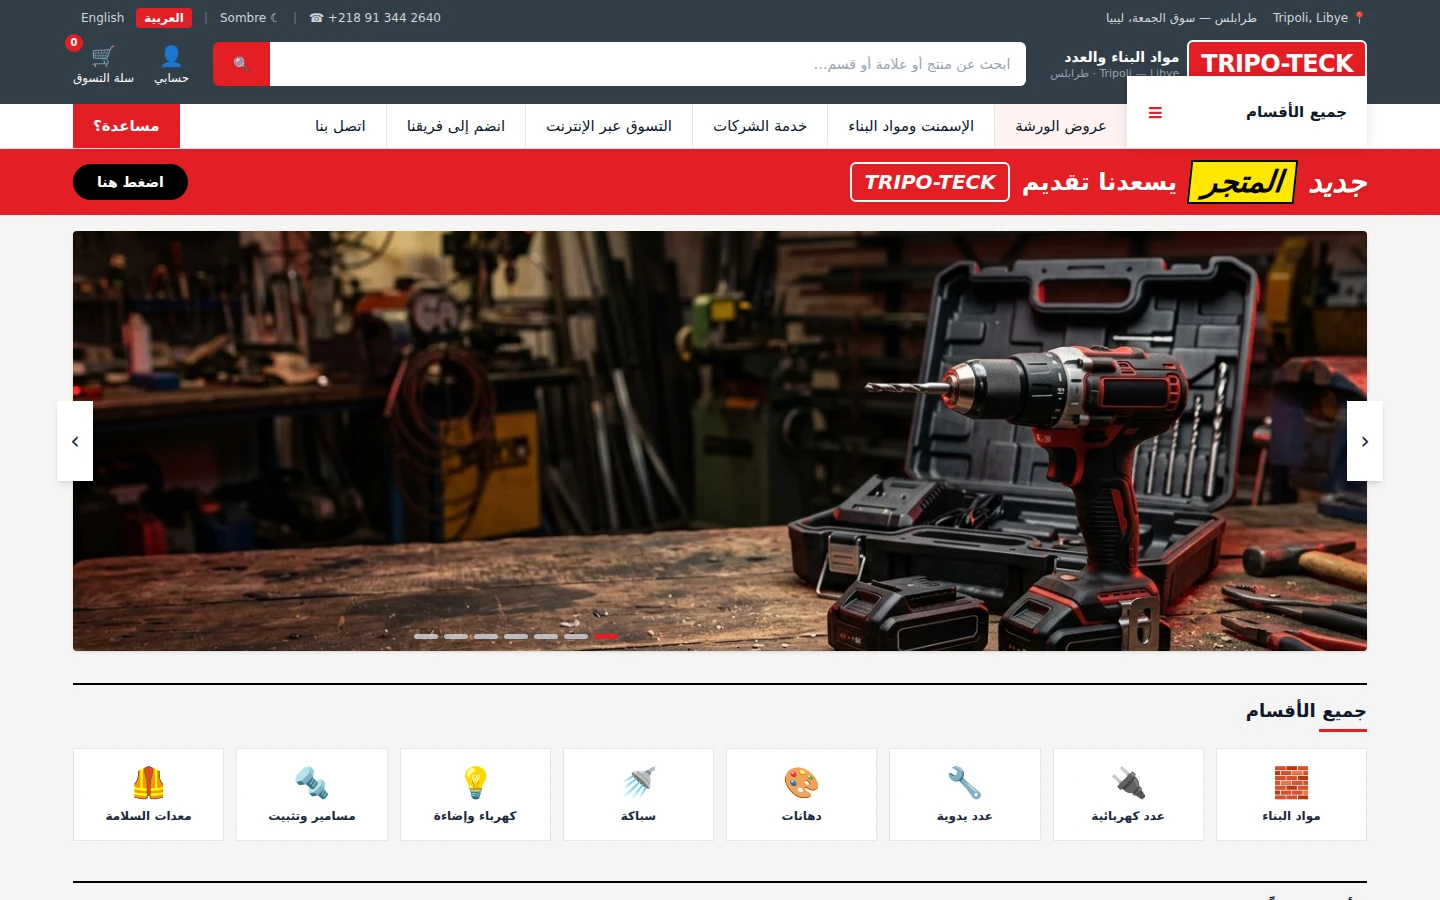 📍 Tripoli, Libye
طرابلس — سوق الجمعة، ليبيا
☎ +218 91 344 2640
|
Sombre ☾
|
العربية
English
TRIPO-TECK
مواد البناء والعدد
Tripoli — Libye · طرابلس
ابحث عن منتج أو علامة أو قسم...
حسابي
0
سلة التسوق
جميع الأقسام
عروض الورشة
الإسمنت ومواد البناء
خدمة الشركات
التسوق عبر الإنترنت
انضم إلى فريقنا
اتصل بنا
مساعدة؟
جديد المتجر يسعدنا تقديم TRIPO-TECK
اضغط هنا
جميع الأقسام
مواد البناء
عدد كهربائية
عدد يدوية
دهانات
سباكة
كهرباء وإضاءة
مسامير وتثبيت
معدات السلامة